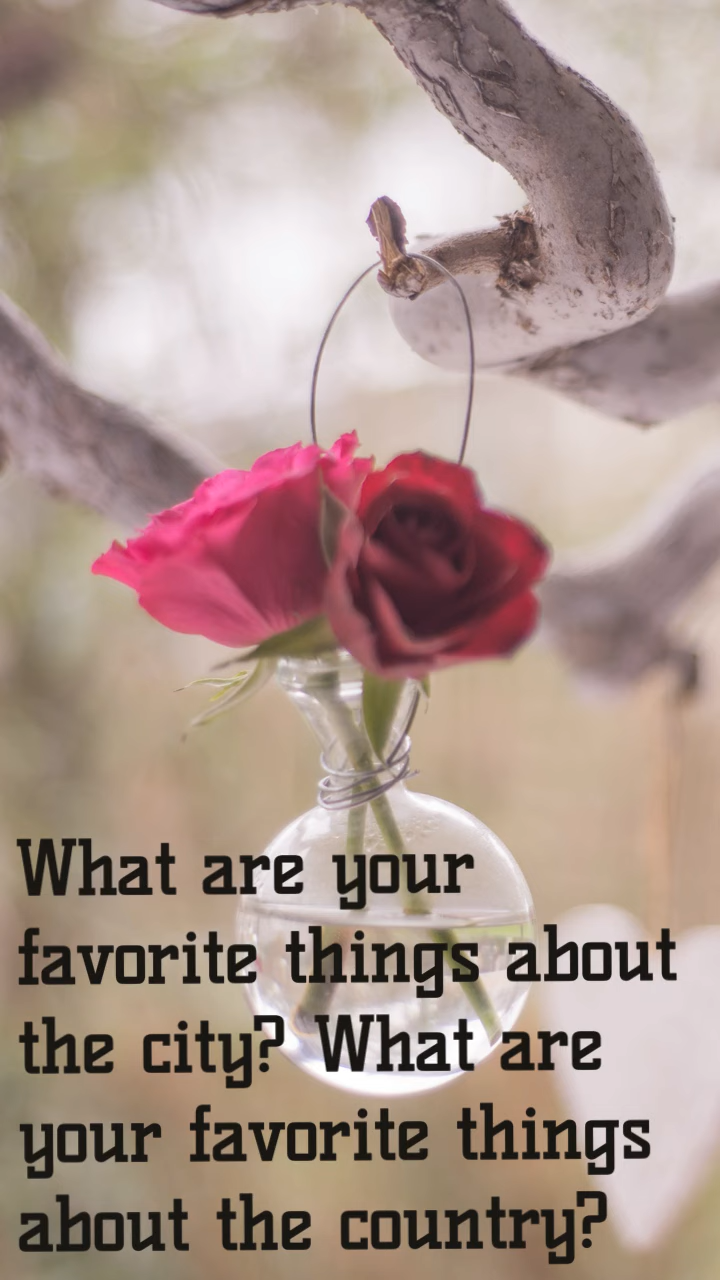 What are your
favorite things about
the city? What are
your favorite things
about the country?